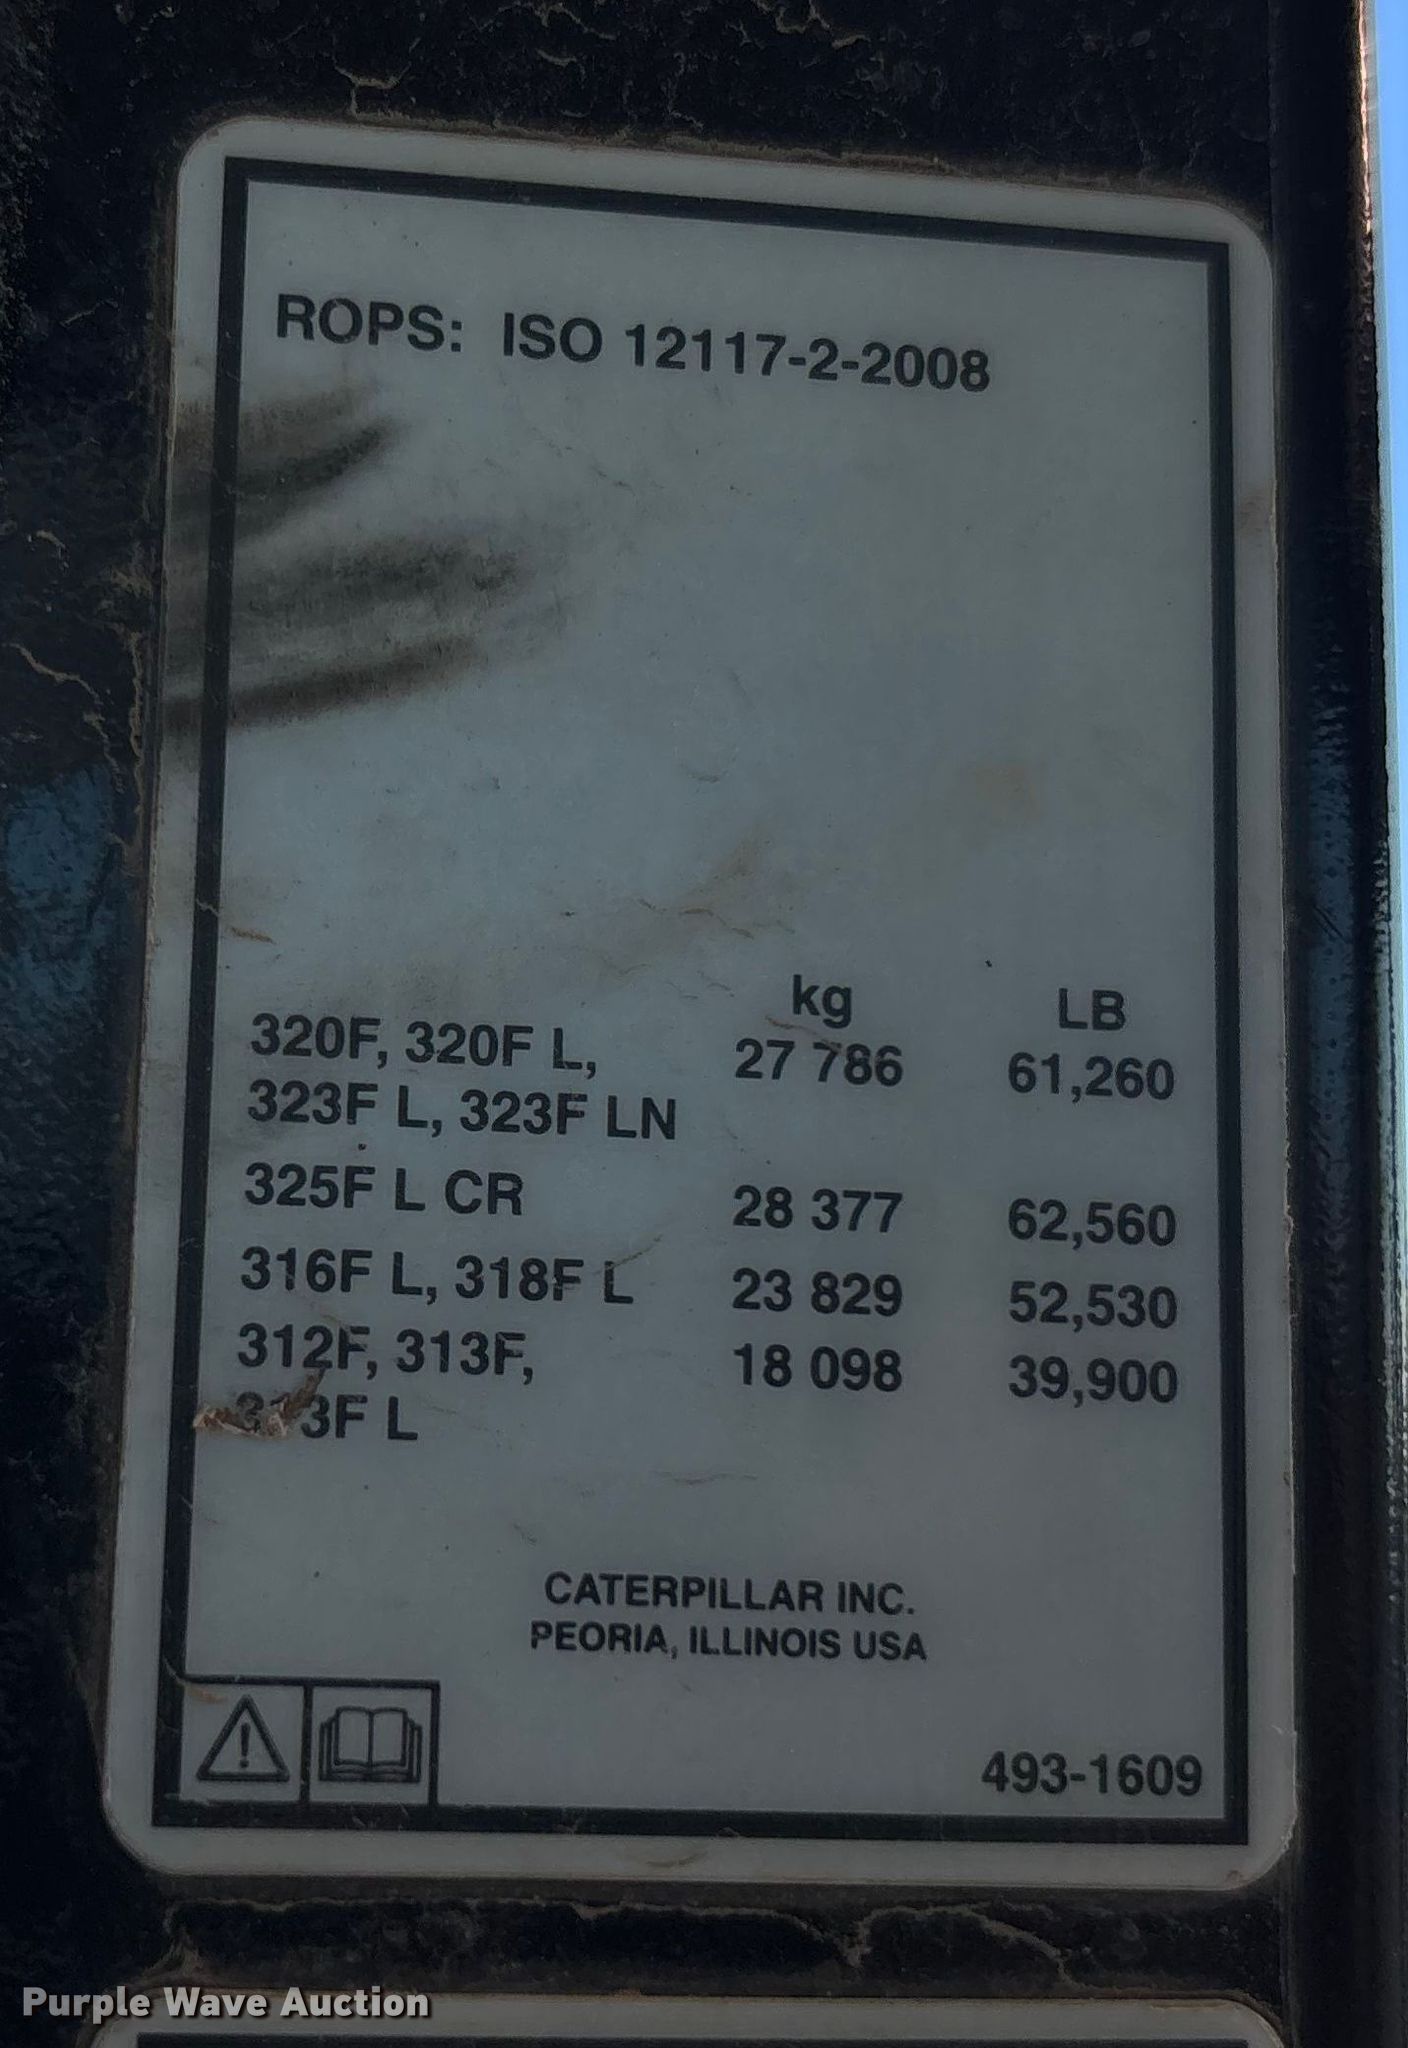 ROPS: ISO 12117-2-2008
kg LB
320F, 320F L, 27 786 61,260
323F L, 323F LN
325F L CR 28 377 62,560
316F L, 318F L 23 829 52,530
312F, 313F, 18 098 39,900
313F L
CATERPILLAR INC.
PEORIA, ILLINOIS USA
493-1609
Purple Wave Auction